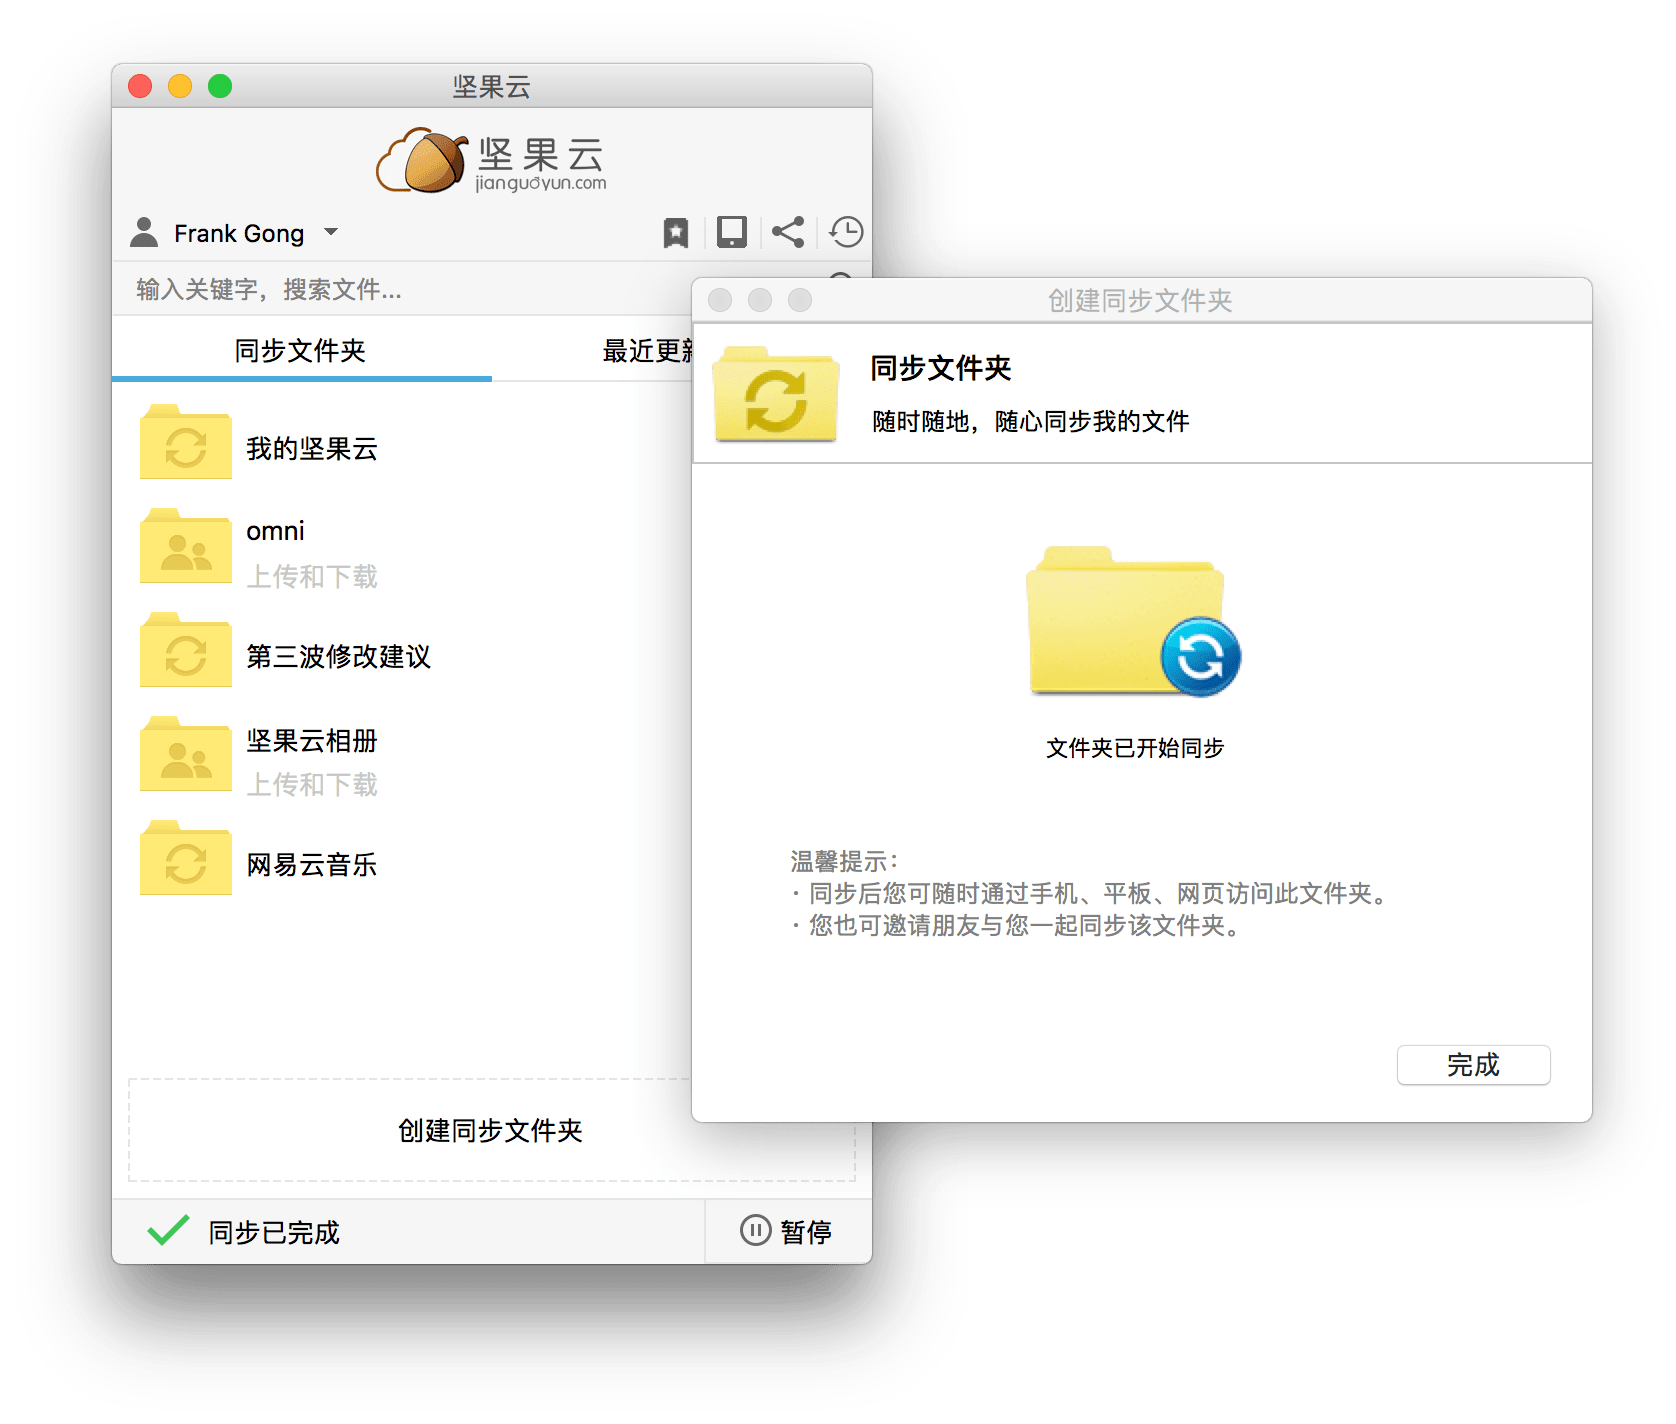 坚果云
坚果云
jianguoyun.com
Frank Gong
输入关键字，搜索文件...
同步文件夹
最近更新
我的坚果云
omni
上传和下载
第三波修改建议
坚果云相册
上传和下载
网易云音乐
创建同步文件夹
同步已完成
暂停
创建同步文件夹
同步文件夹
随时随地，随心同步我的文件
文件夹已开始同步
温馨提示：
· 同步后您可随时通过手机、平板、网页访问此文件夹。
· 您也可邀请朋友与您一起同步该文件夹。
完成